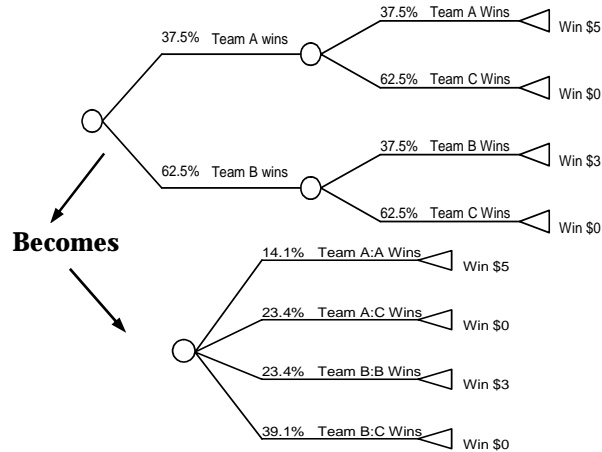 37.5% Team A wins
37.5% Team A Wins Win $5
62.5% Team C Wins Win $0
62.5% Team B wins
37.5% Team B Wins Win $3
62.5% Team C Wins Win $0
Becomes
14.1% Team A:A Wins Win $5
23.4% Team A:C Wins Win $0
23.4% Team B:B Wins Win $3
39.1% Team B:C Wins Win $0